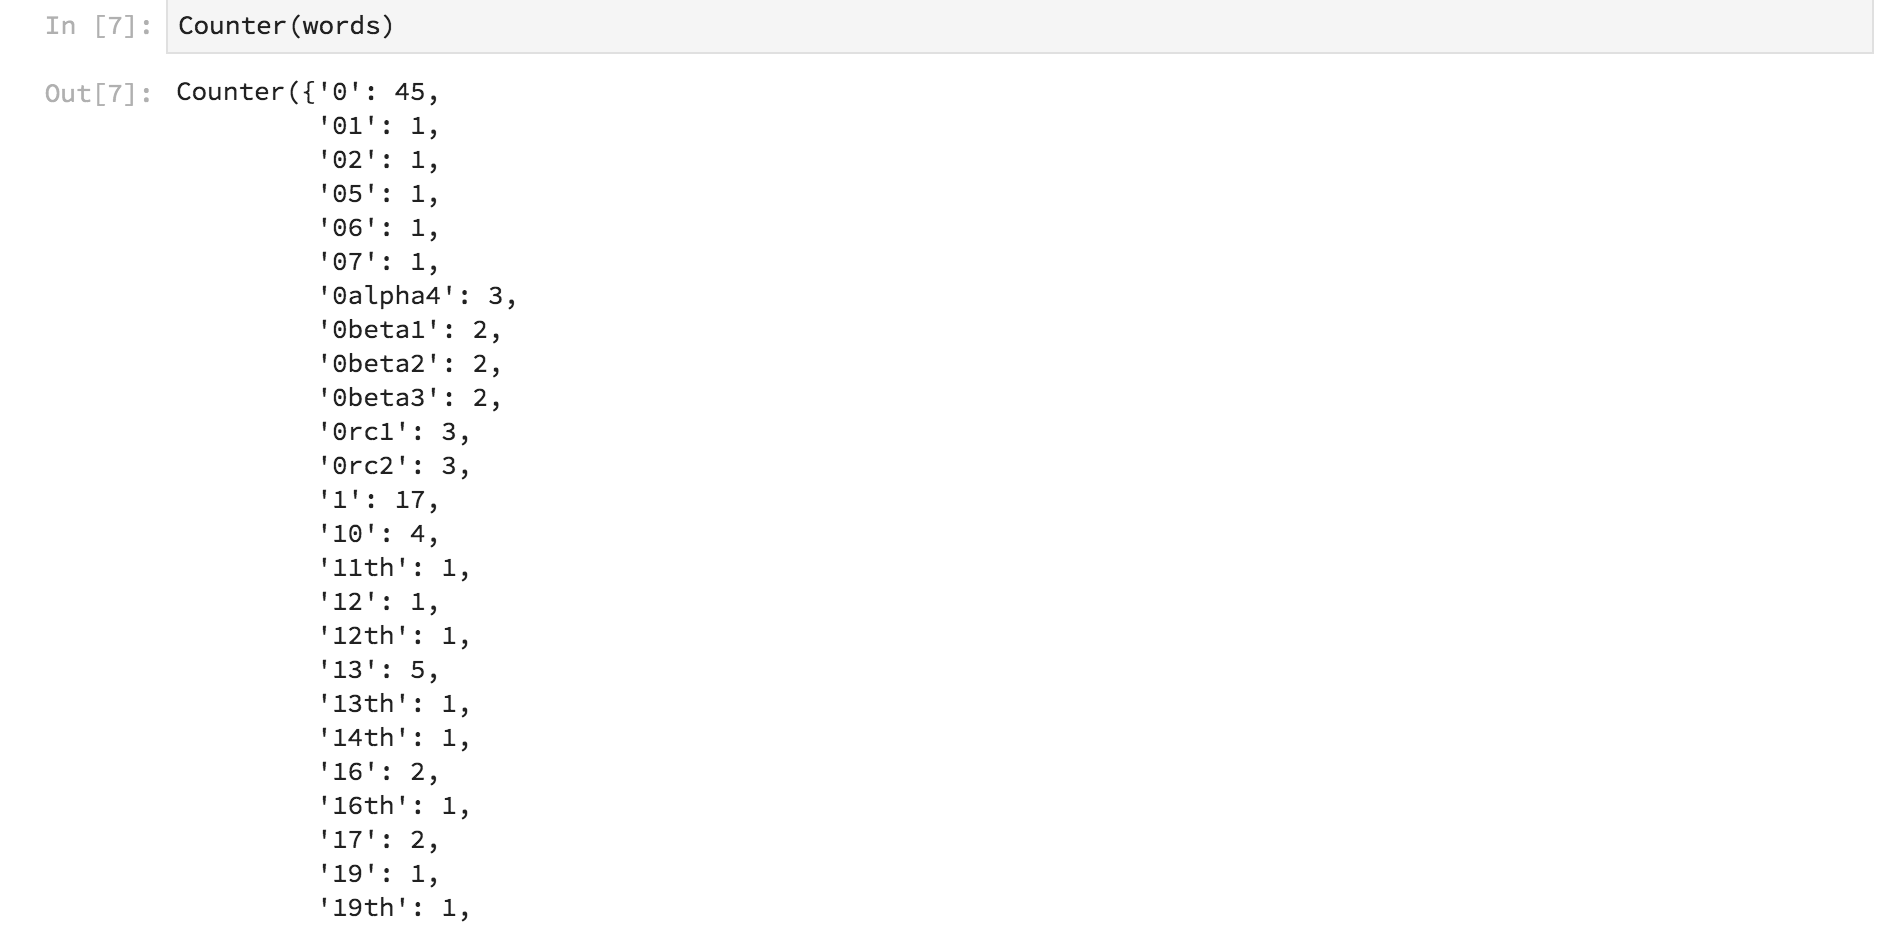 In [7]: Counter(words)
Out[7]: Counter({'0': 45,
'01': 1,
'02': 1,
'05': 1,
'06': 1,
'07': 1,
'0alpha4': 3,
'0beta1': 2,
'0beta2': 2,
'0beta3': 2,
'0rc1': 3,
'0rc2': 3,
'1': 17,
'10': 4,
'11th': 1,
'12': 1,
'12th': 1,
'13': 5,
'13th': 1,
'14th': 1,
'16': 2,
'16th': 1,
'17': 2,
'19': 1,
'19th': 1,